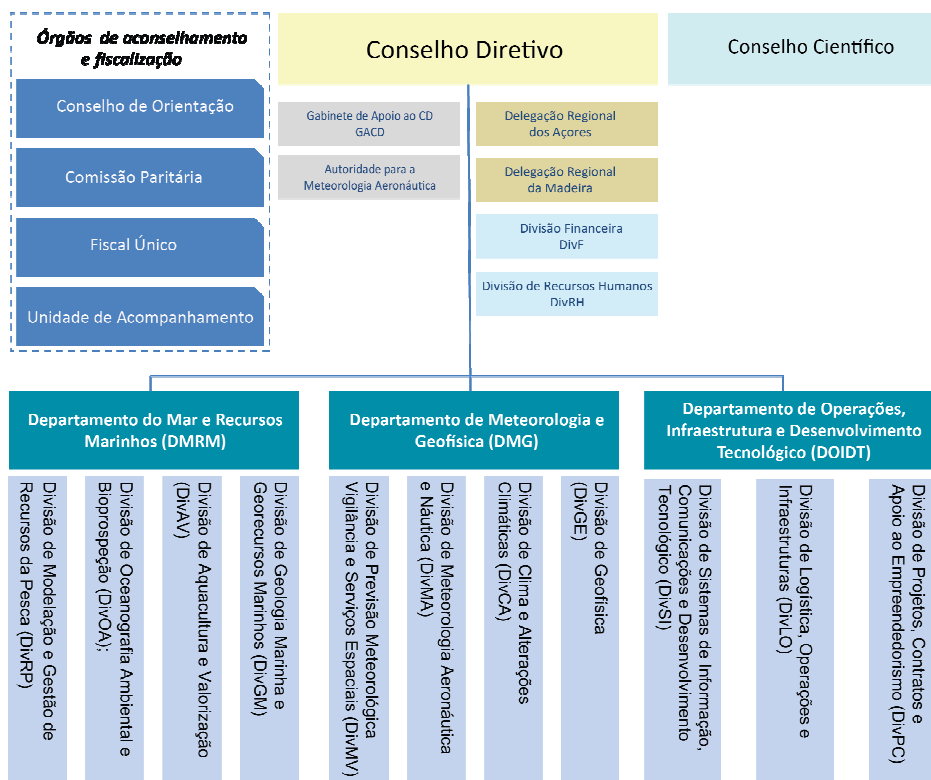 Órgãos de aconselhamento
e fiscalização
Conselho de Orientação
Comissão Paritária
Fiscal Único
Unidade de Acompanhamento
Conselho Diretivo
Conselho Científico
Gabinete de Apoio ao CD
GACD
Autoridade para a
Meteorologia Aeronáutica
Delegação Regional
dos Açores
Delegação Regional
da Madeira
Divisão Financeira
DivF
Divisão de Recursos Humanos
DivRH
Departamento do Mar e Recursos
Marinhos (DMRM)
Departamento de Meteorologia e
Geofisica (DMG)
Departamento de Operações,
Infraestrutura e Desenvolvimento
Tecnológico (DOIDT)
Divisão de Modelação e Gestão de
Recursos da Pesca (DivRP)
Divisão de Oceanografia Ambiental e
Bioprospeção (DivOA);
Divisão de Aquacultura e Valorização
(DivAV)
Divisão de Geologia Marinha e
Georecursos Marinhos (DivGM)
Divisão de Previsão Meteorológica
Vigilância e Serviços Espaciais (DivMV)
Divisão de Meteorologia Aeronáutica
e Náutica (DivMA)
Divisão de Clima e Alterações
Climáticas (DivCA)
Divisão de Geofísica
(DivGE)
Divisão de Sistemas de Informação,
Comunicações e Desenvolvimento
Tecnológico (DivSI)
Divisão de Logística, Operações e
Infraestruturas (DivLO)
Divisão de Projetos, Contratos e
Apoio ao Empreendedorismo (DivPC)